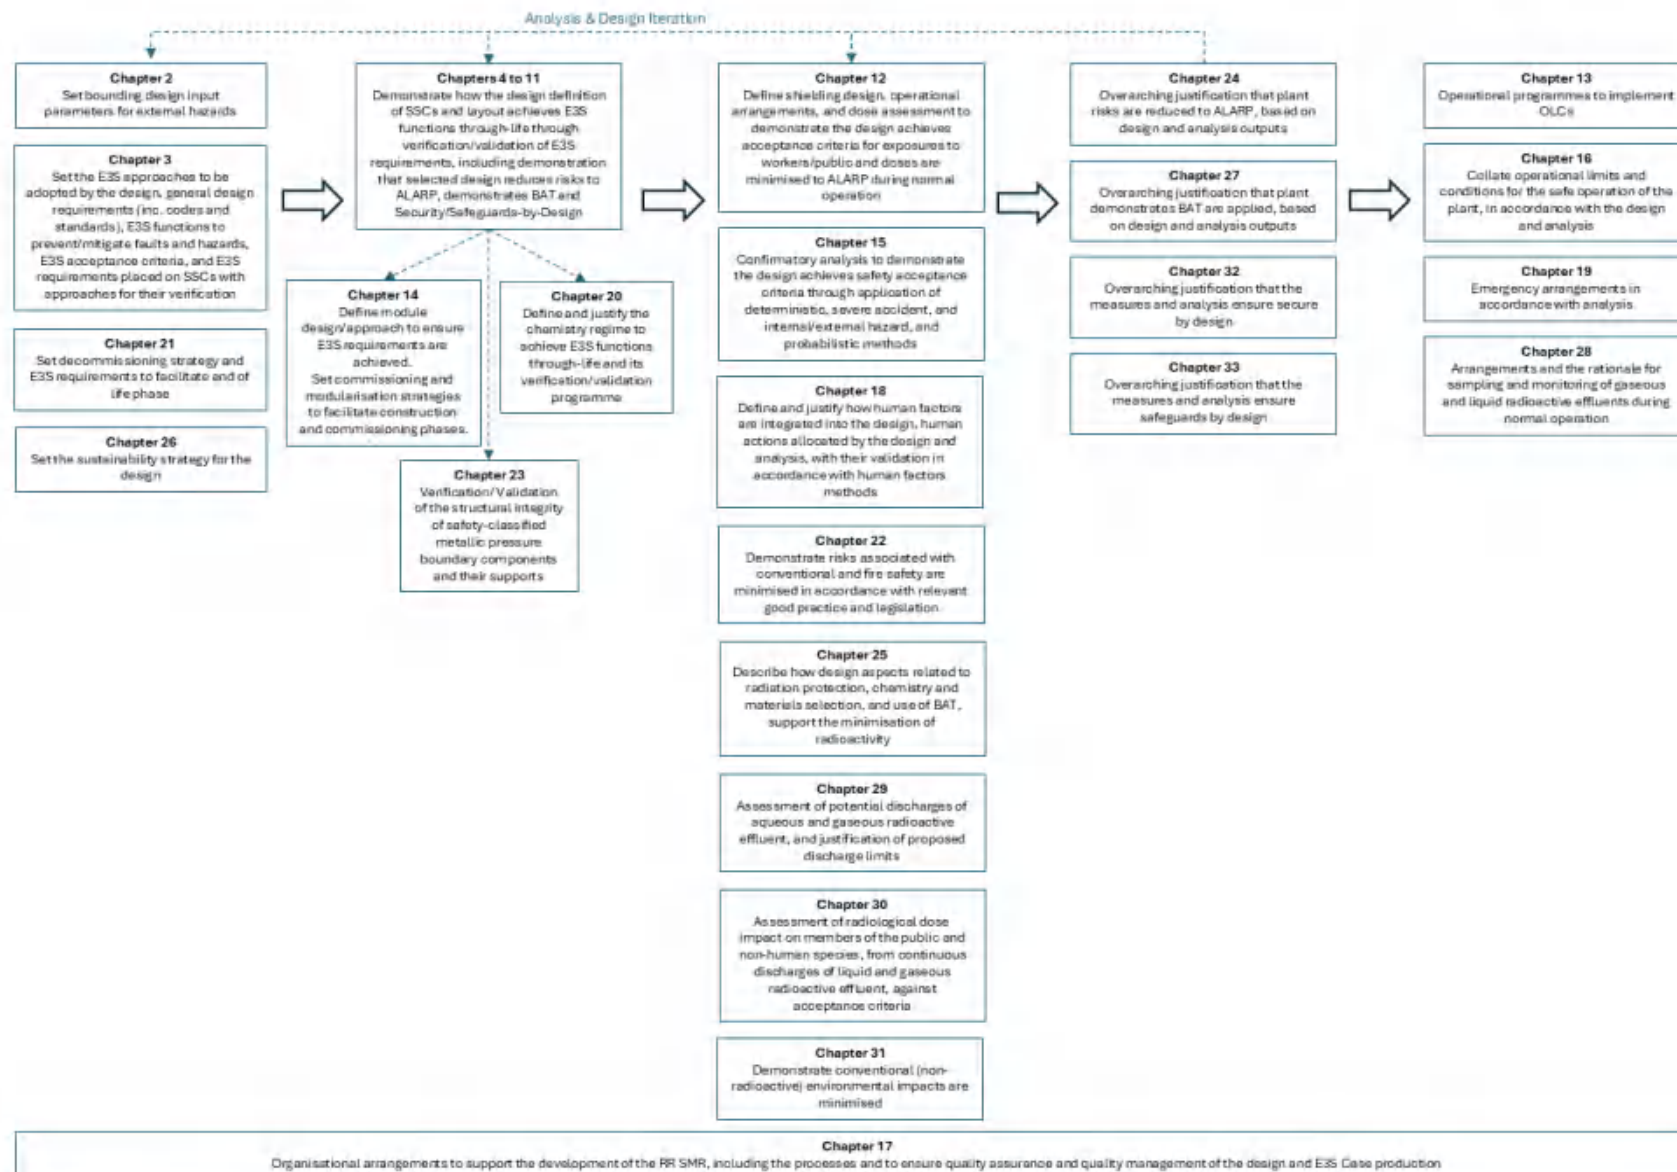 Analysis & Design Iteration
Chapter 2
Set bounding design input
parameters for external hazards
Chapter 3
Set the E3S approaches to be
adopted by the design, general design
requirements (inc. codes and
standards), E3S functions to
prevent/mitigate faults and hazards,
E3S acceptance criteria, and E3S
requirements placed on SSCs with
approaches for their verification
Chapter 21
Set decommissioning strategy and
E3S requirements to facilitate end of
life phase
Chapter 26
Set the sustainability strategy for the
design
Chapters 4 to 11
Demonstrate how the design definition
of SSCs and layout achieves E3S
functions through-life through
verification/validation of E3S
requirements, including demonstration
that selected design reduces risks to
ALARP, demonstrates BAT and
Security/Safeguards-by-Design
Chapter 14
Define module
design/approach to ensure
E3S requirements are
achieved.
Set commissioning and
modularisation strategies
to facilitate construction
and commissioning phases.
Chapter 20
Define and justify the
chemistry regime to
achieve E3S functions
through-life and its
verification/validation
programme
Chapter 23
Verification/Validation
of the structural integrity
of safety-classified
metallic pressure
boundary components
and their supports
Chapter 12
Define shielding design, operational
arrangements, and dose assessment to
demonstrate the design achieves
acceptance criteria for exposures to
workers/public and doses are
minimised to ALARP during normal
operation
Chapter 15
Confirmatory analysis to demonstrate
the design achieves safety acceptance
criteria through application of
deterministic, severe accident, and
internal/external hazard, and
probabilistic methods
Chapter 18
Define and justify how human factors
are integrated into the design, human
actions allocated by the design and
analysis, with their validation in
accordance with human factors
methods
Chapter 22
Demonstrate risks associated with
conventional and fire safety are
minimised in accordance with relevant
good practice and legislation
Chapter 25
Describe how design aspects related to
radiation protection, chemistry and
materials selection, and use of BAT,
support the minimisation of
radioactivity
Chapter 29
Assessment of potential discharges of
aqueous and gaseous radioactive
effluent, and justification of proposed
discharge limits
Chapter 30
Assessment of radiological dose
impact on members of the public and
non-human species, from continuous
discharges of liquid and gaseous
radioactive effluent, against
acceptance criteria
Chapter 31
Demonstrate conventional (non-
radioactive) environmental impacts are
minimised
Chapter 24
Overarching justification that plant
risks are reduced to ALARP, based on
design and analysis outputs
Chapter 27
Overarching justification that plant
demonstrates BAT are applied, based
on design and analysis outputs
Chapter 32
Overarching justification that the
measures and analysis ensure secure
by design
Chapter 33
Overarching justification that the
measures and analysis ensure
safeguards by design
Chapter 13
Operational programmes to implement
OLCs
Chapter 16
Collate operational limits and
conditions for the safe operation of the
plant, in accordance with the design
and analysis
Chapter 19
Emergency arrangements in
accordance with analysis
Chapter 28
Arrangements and the rationale for
sampling and monitoring of gaseous
and liquid radioactive effluents during
normal operation
Chapter 17
Organisational arrangements to support the development of the RR SMR, including the processes and to ensure quality assurance and quality management of the design and E3S Case production